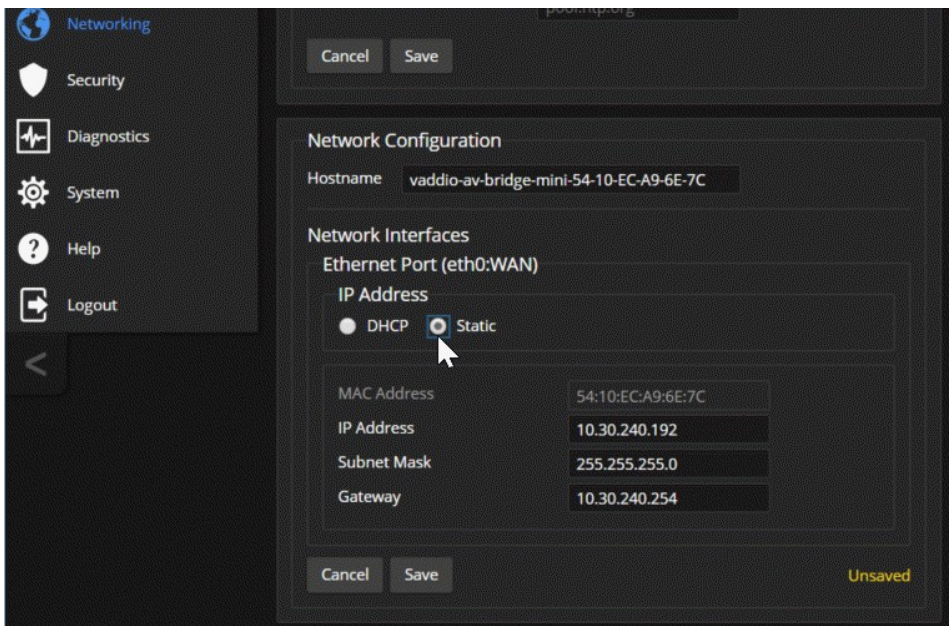 Networking
Security
Diagnostics
System
Help
Logout
<
pool.ntp.org
Cancel Save
Network Configuration
Hostname vaddio-av-bridge-mini-54-10-EC-A9-6E-7C
Network Interfaces
Ethernet Port (eth0:WAN)
IP Address
DHCP Static
MAC Address 54:10:EC:A9:6E:7C
IP Address 10.30.240.192
Subnet Mask 255.255.255.0
Gateway 10.30.240.254
Cancel Save Unsaved